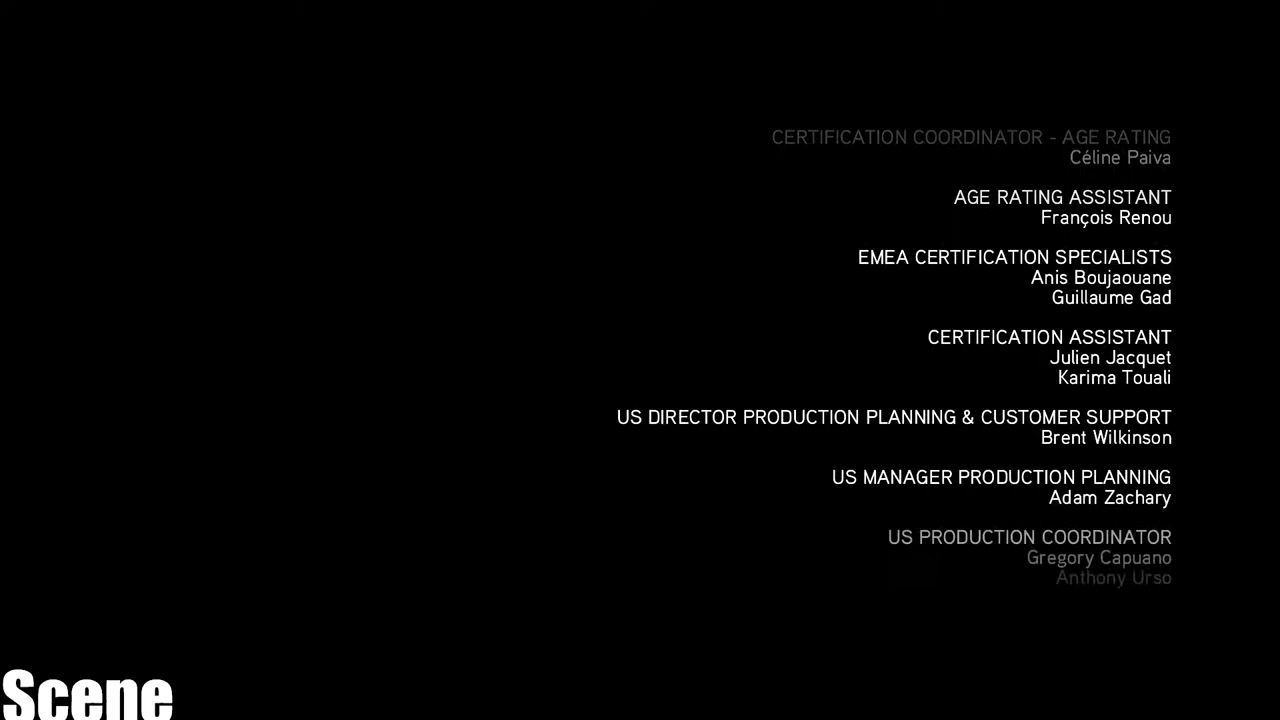 CERTIFICATION COORDINATOR - AGE RATING
Céline Paiva
AGE RATING ASSISTANT
François Renou
EMEA CERTIFICATION SPECIALISTS
Anis Boujaouane
Guillaume Gad
CERTIFICATION ASSISTANT
Julien Jacquet
Karima Touali
US DIRECTOR PRODUCTION PLANNING & CUSTOMER SUPPORT
Brent Wilkinson
US MANAGER PRODUCTION PLANNING
Adam Zachary
US PRODUCTION COORDINATOR
Gregory Capuano
Anthony Urso
Scene